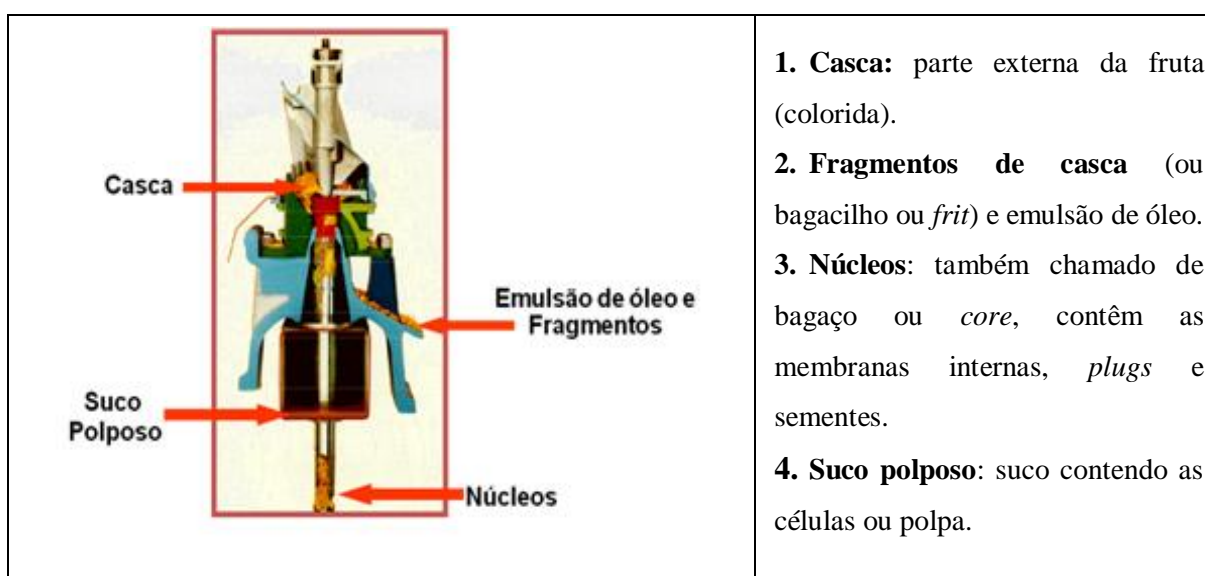 Casca
Emulsão de óleo e
Fragmentos
Suco
Polposo
Núcleos
1. Casca: parte externa da fruta
(colorida).
2. Fragmentos de casca (ou
bagacilho ou frit) e emulsão de óleo.
3. Núcleos: também chamado de
bagaço ou core, contêm as
membranas internas, plugs e
sementes.
4. Suco polposo: suco contendo as
células ou polpa.